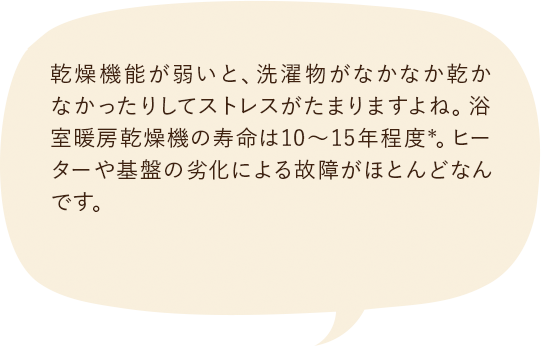 乾燥機能が弱いと、洗濯物がなかなか乾か
なかったりしてストレスがたまりますよね。浴
室暖房乾燥機の寿命は10〜15年程度*。ヒー
ターや基盤の劣化による故障がほとんどなん
です。